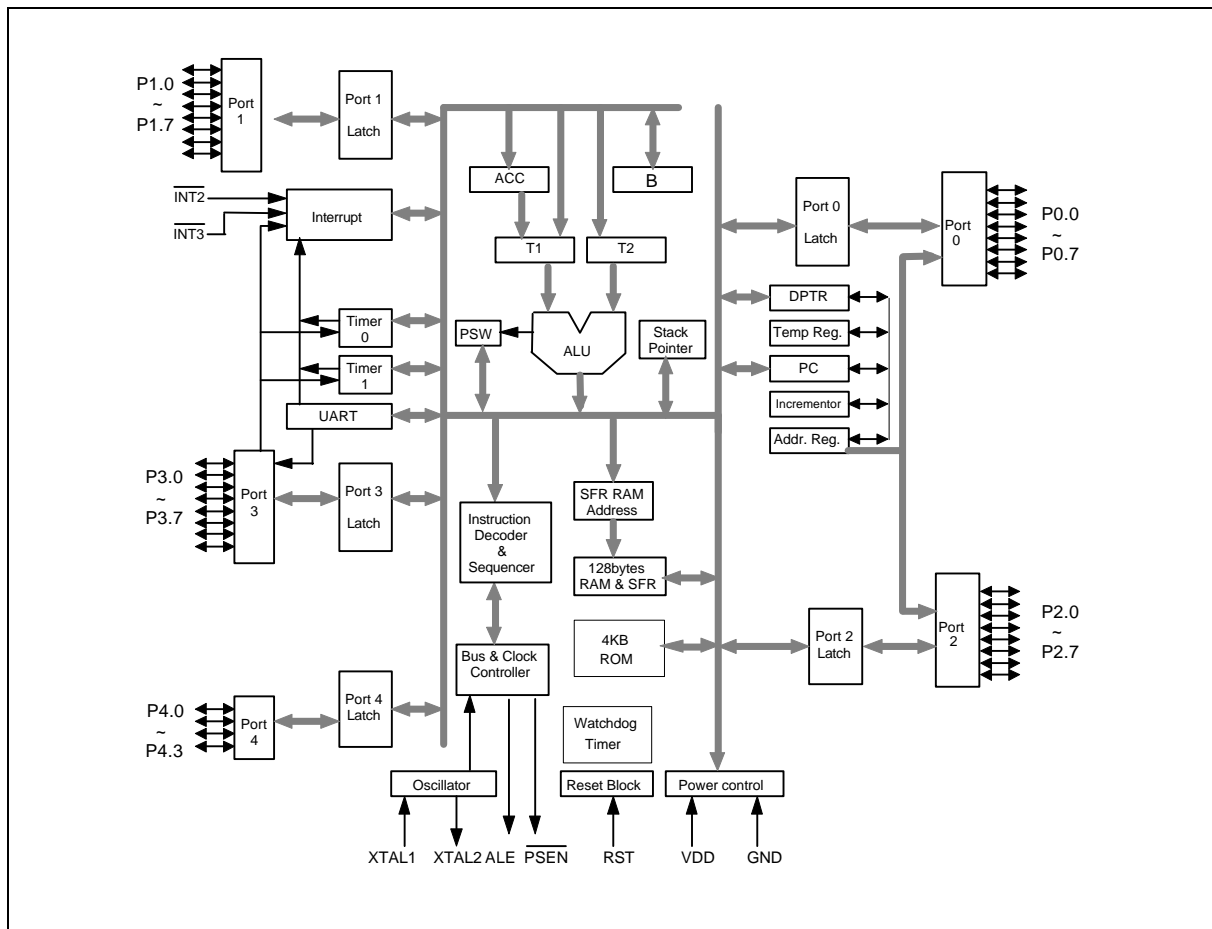 P1.0
~
P1.7
Port
1
Port 1
Latch
INT2
INT3
Interrupt
ACC
B
T1
T2
PSW
ALU
Stack
Pointer
Timer
0
Timer
1
UART
P3.0
~
P3.7
Port
3
Port 3
Latch
Instruction
Decoder
&
Sequencer
SFR RAM
Address
128bytes
RAM & SFR
4KB
ROM
Bus & Clock
Controller
Watchdog
Timer
P4.0
~
P4.3
Port
4
Port 4
Latch
Oscillator
Reset Block
Power control
XTAL1
XTAL2
ALE
PSEN
RST
VDD
GND
Port 0
Latch
Port
0
P0.0
~
P0.7
DPTR
Temp Reg.
PC
Incrementor
Addr. Reg.
Port 2
Latch
Port
2
P2.0
~
P2.7